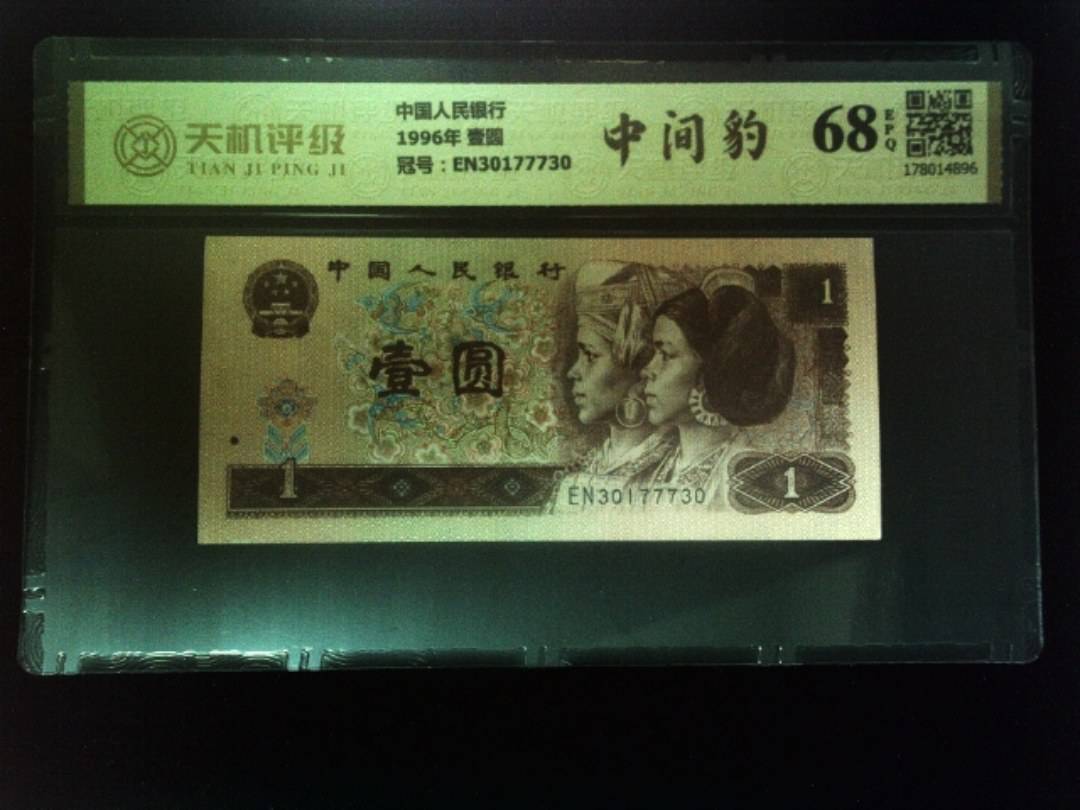 天机评级
TIAN JI PING JI
中国人民银行
1996年 壹圆
冠号：EN30177730
中间豹
68
EPQ
178014896
中国人民银行
1
壹圆
1
EN30177730
1